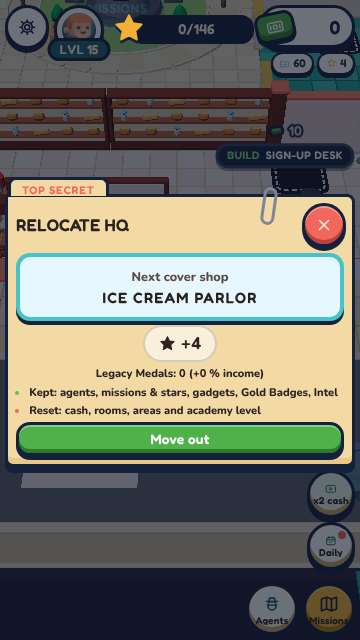 MISSIONS
LVL 15
0/146
0
60
4
10
BUILD SIGN-UP DESK
TOP SECRET
RELOCATE HQ
Next cover shop
ICE CREAM PARLOR
+4
Legacy Medals: 0 (+0 % income)
Kept: agents, missions & stars, gadgets, Gold Badges, Intel
Reset: cash, rooms, areas and academy level
Move out
x2 cash
Daily
Agents
Missions